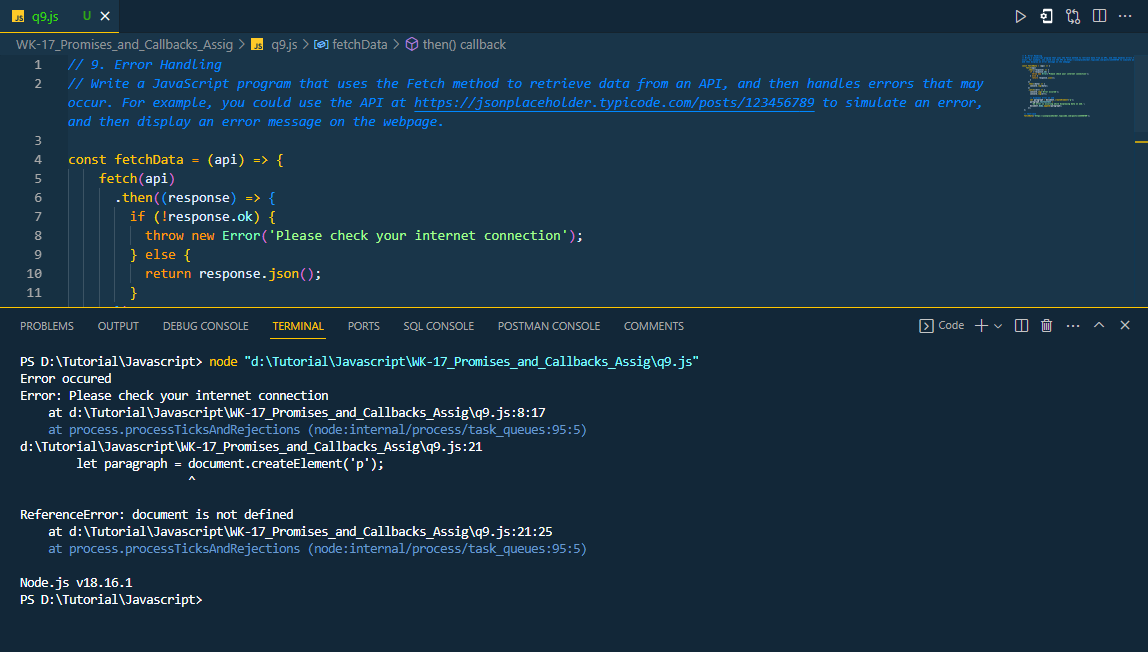 JS q9.js U
WK-17_Promises_and_Callbacks_Assig > JS q9.js > fetchData > then() callback
1 // 9. Error Handling
2 // Write a JavaScript program that uses the Fetch method to retrieve data from an API, and then handles errors that may
occur. For example, you could use the API at https://jsonplaceholder.typicode.com/posts/123456789 to simulate an error,
and then display an error message on the webpage.
3
4 const fetchData = (api) => {
5 fetch(api)
6 .then((response) => {
7 if (!response.ok) {
8 throw new Error('Please check your internet connection');
9 } else {
10 return response.json();
11 }
PROBLEMS OUTPUT DEBUG CONSOLE TERMINAL PORTS SQL CONSOLE POSTMAN CONSOLE COMMENTS Code
PS D:\Tutorial\Javascript> node "d:\Tutorial\Javascript\WK-17_Promises_and_Callbacks_Assig\q9.js"
Error occured
Error: Please check your internet connection
at d:\Tutorial\Javascript\WK-17_Promises_and_Callbacks_Assig\q9.js:8:17
at process.processTicksAndRejections (node:internal/process/task_queues:95:5)
d:\Tutorial\Javascript\WK-17_Promises_and_Callbacks_Assig\q9.js:21
let paragraph = document.createElement('p');
^
ReferenceError: document is not defined
at d:\Tutorial\Javascript\WK-17_Promises_and_Callbacks_Assig\q9.js:21:25
at process.processTicksAndRejections (node:internal/process/task_queues:95:5)
Node.js v18.16.1
PS D:\Tutorial\Javascript>